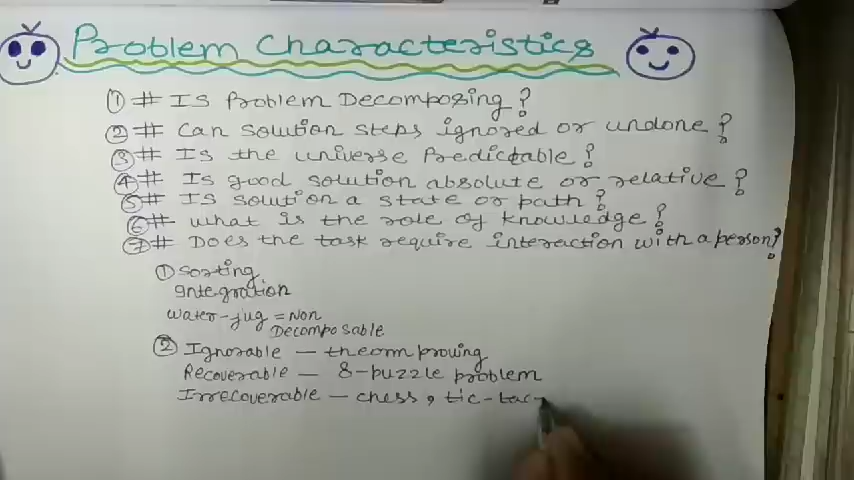 Problem Characteristics
① # Is Problem Decomposing?
② # Can solution steps ignored or undone?
③ # Is the universe Predictable?
④ # Is good solution absolute or relative?
⑤ # Is solution a state or path?
⑥ # what is the role of knowledge?
⑦ # Does the task require interaction with a person?
① Sorting
Integration
Water-jug = Non
Decomposable
② Ignorable - theorm proving
Recoverable - 8-puzzle problem
Irrecoverable - chess, tic-tac-